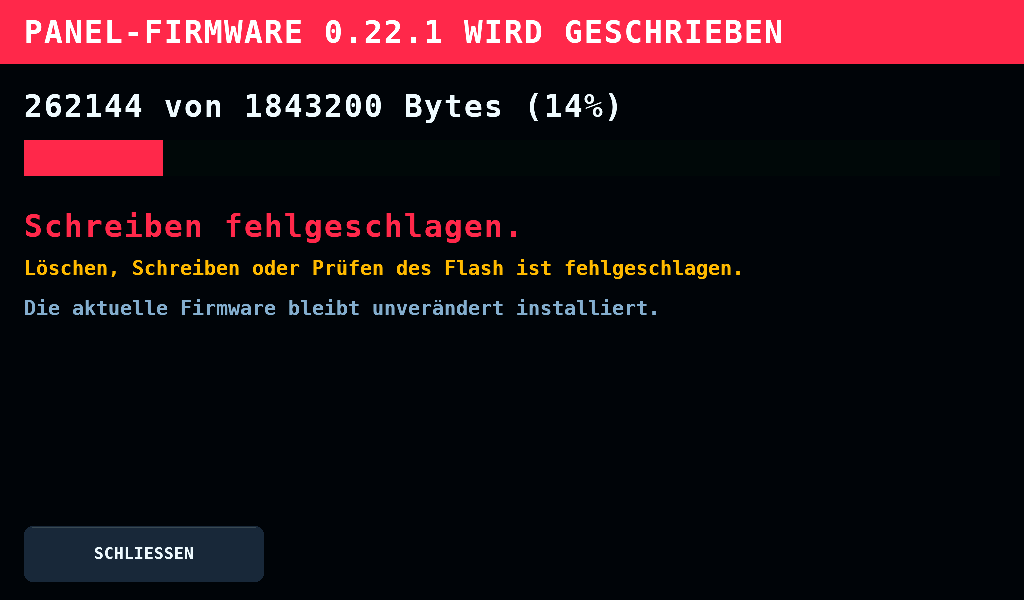 PANEL-FIRMWARE 0.22.1 WIRD GESCHRIEBEN
262144 von 1843200 Bytes (14%)
Schreiben fehlgeschlagen.
Löschen, Schreiben oder Prüfen des Flash ist fehlgeschlagen.
Die aktuelle Firmware bleibt unverändert installiert.
SCHLIESSEN